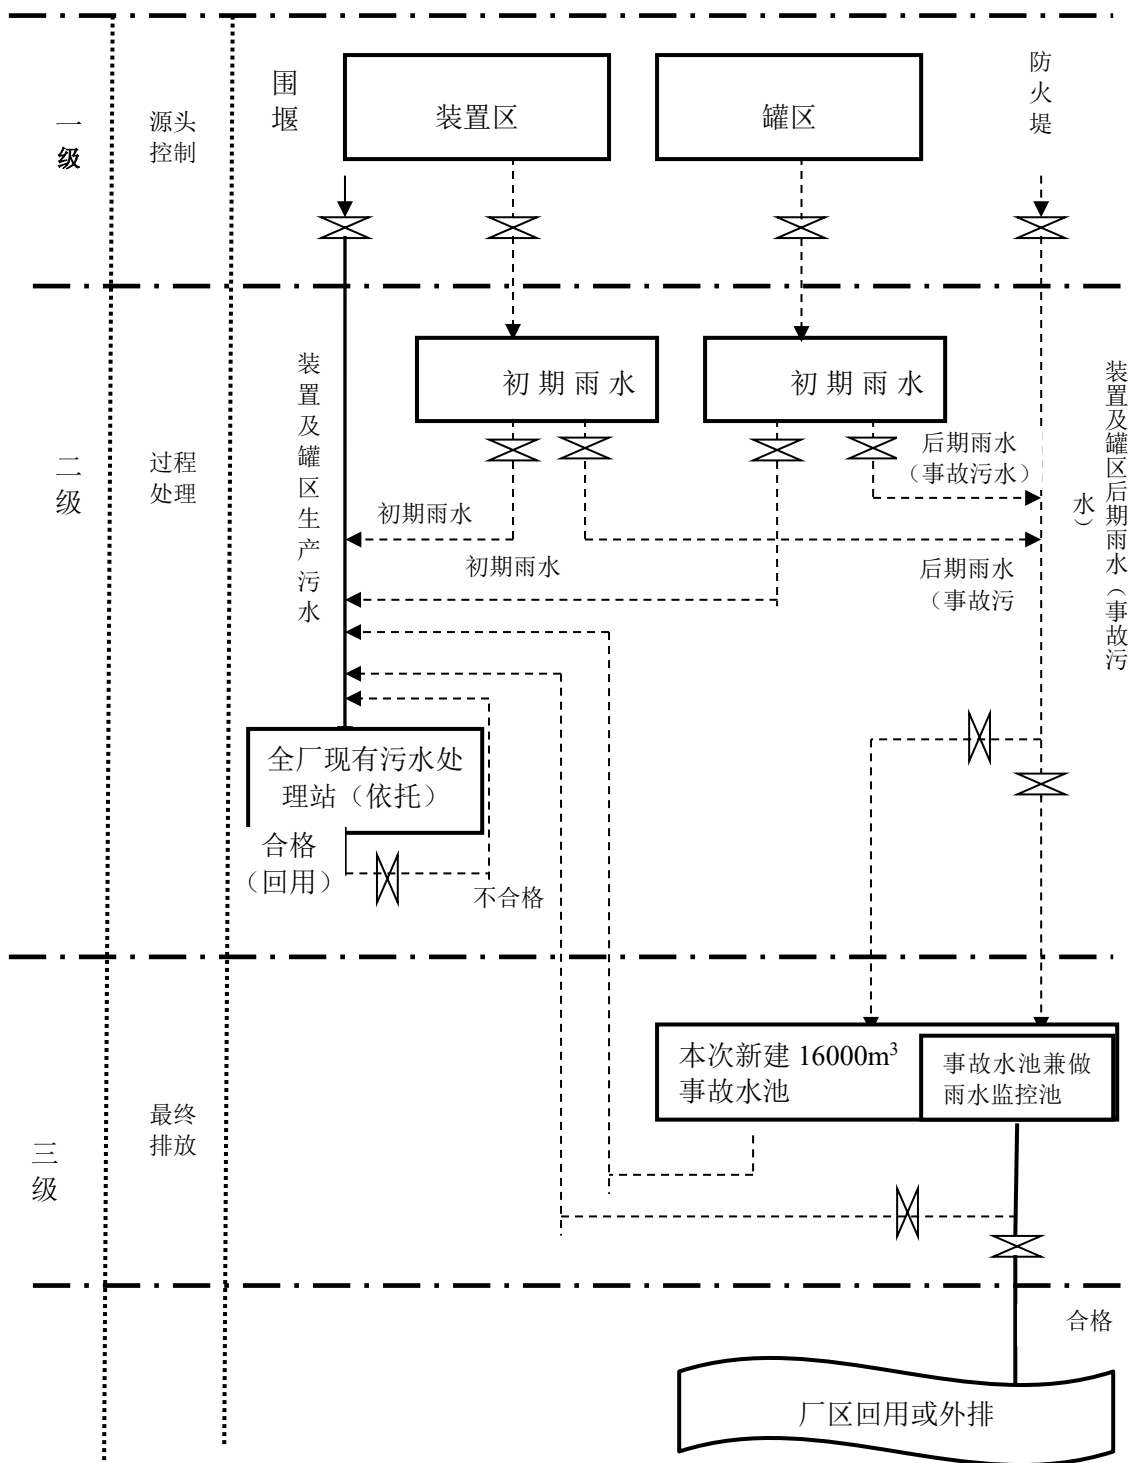 一
级
源头
控制
围
堰
装置区
罐区
防
火
堤
二
级
过程
处理
装置及罐区生产污水
初期雨水
初期雨水
后期雨水
（事故污水）
初期雨水
初期雨水
后期雨水
（事故污
装置及罐区后期雨水（事故污
水）
全厂现有污水处
理站（依托）
合格
（回用）
不合格
三
级
最终
排放
本次新建 16000m³
事故水池
事故水池兼做
雨水监控池
合格
厂区回用或外排